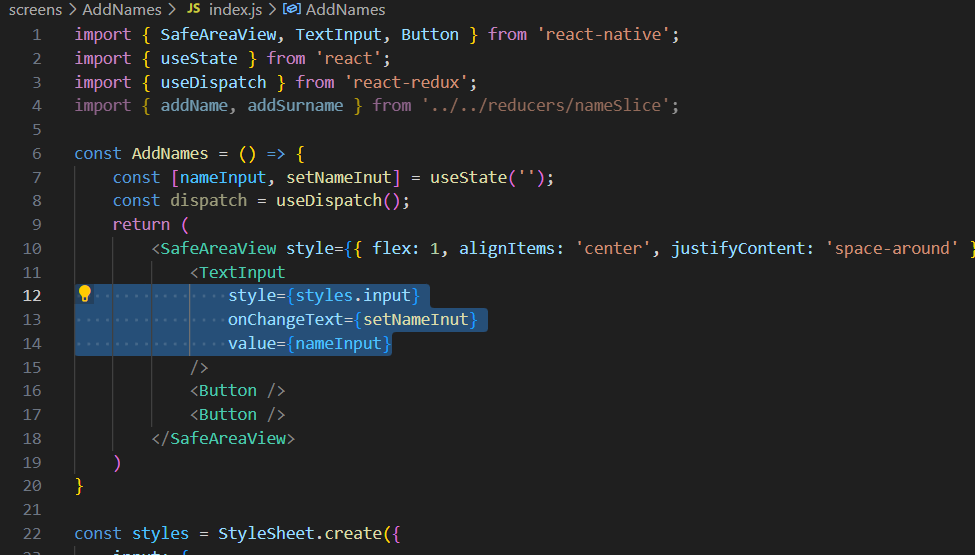 screens > AddNames > JS index.js > AddNames
1 import { SafeAreaView, TextInput, Button } from 'react-native';
2 import { useState } from 'react';
3 import { useDispatch } from 'react-redux';
4 import { addName, addSurname } from '../../reducers/nameSlice';
5
6 const AddNames = () => {
7 const [nameInput, setNameInut] = useState('');
8 const dispatch = useDispatch();
9 return (
10 <SafeAreaView style={{ flex: 1, alignItems: 'center', justifyContent: 'space-around' }
11 <TextInput
12 style={styles.input}
13 onChangeText={setNameInut}
14 value={nameInput}
15 />
16 <Button />
17 <Button />
18 </SafeAreaView>
19 )
20 }
21
22 const styles = StyleSheet.create({
23 input: {